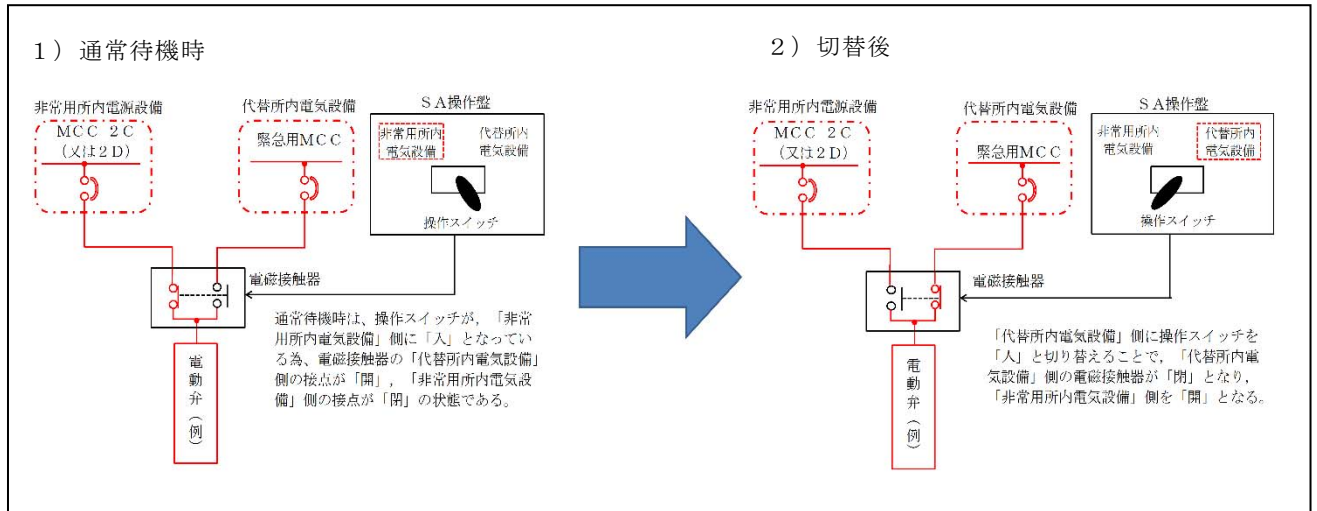 1)通常待機時
非常用所内電源設備
MCC 2C
(又は2D)
代替所内電気設備
緊急用MCC
SA操作盤
非常用所内
電気設備
代替所内
電気設備
操作スイッチ
電磁接触器
通常待機時は、操作スイッチが,「非常
用所内電気設備」側に「入」となってい
る為、電磁接触器の「代替所内電気設備」
側の接点が「開」,「非常用所内電気設
備」側の接点が「閉」の状態である。
電動弁(例)
2)切替後
非常用所内電源設備
MCC 2C
(又は2D)
代替所内電気設備
緊急用MCC
SA操作盤
非常用所内
電気設備
代替所内
電気設備
操作スイッチ
電磁接触器
「代替所内電気設備」側に操作スイッチを
「入」と切り替えることで,「代替所内電
気設備」側の電磁接触器が「閉」となり,
「非常用所内電気設備」側を「開」となる。
電動弁(例)